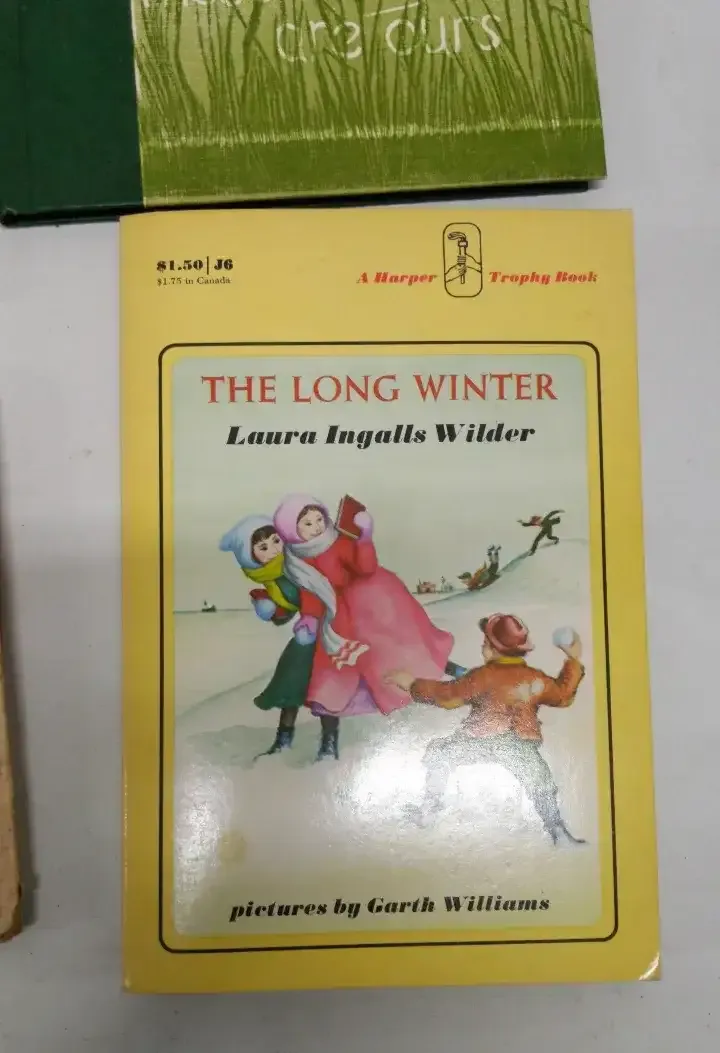 are ours
$1.50 | J6
$1.75 in Canada
A Harper Trophy Book
THE LONG WINTER
Laura Ingalls Wilder
pictures by Garth Williams